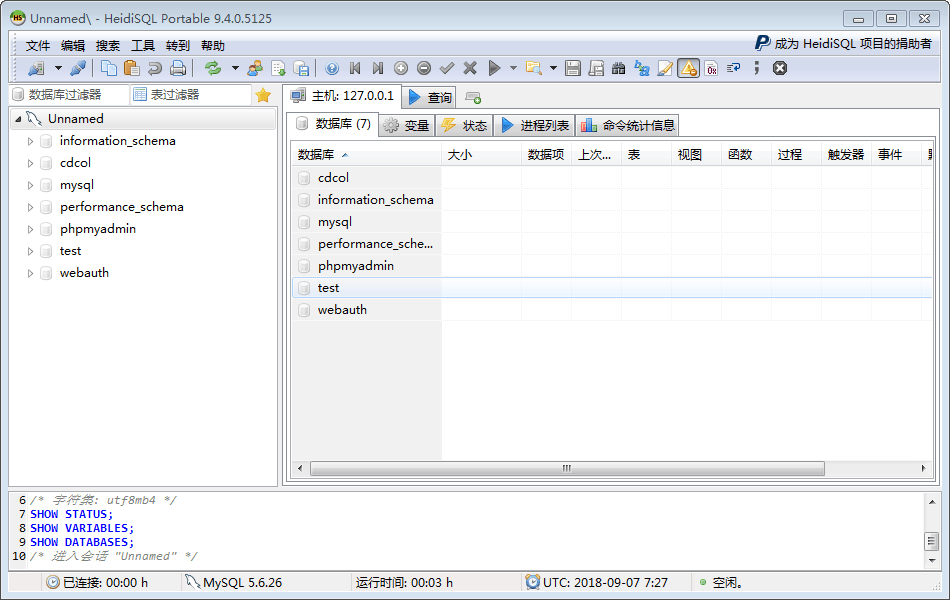 Unnamed\ - HeidiSQL Portable 9.4.0.5125
文件 编辑 搜索 工具 转到 帮助 成为 HeidiSQL 项目的捐助者
数据库过滤器 表过滤器 主机: 127.0.0.1 查询
Unnamed
information_schema
cdcol
mysql
performance_schema
phpmyadmin
test
webauth
数据库 (7) 变量 状态 进程列表 命令统计信息
数据库 大小 数据项 上次... 表 视图 函数 过程 触发器 事件
cdcol
information_schema
mysql
performance_sche...
phpmyadmin
test
webauth
6 /* 字符集: utf8mb4 */
7 SHOW STATUS;
8 SHOW VARIABLES;
9 SHOW DATABASES;
10 /* 进入会话 "Unnamed" */
已连接: 00:00 h MySQL 5.6.26 运行时间: 00:03 h UTC: 2018-09-07 7:27 空闲。